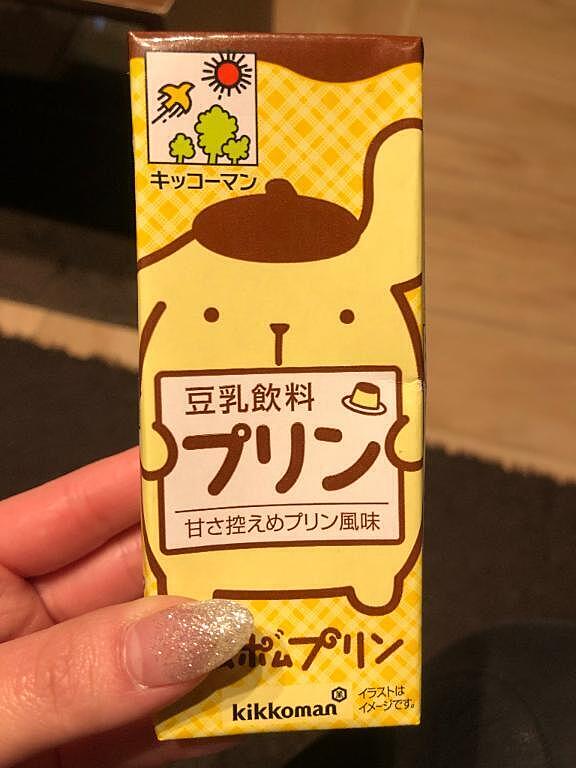 キッコーマン
豆乳飲料
プリン
甘さ控えめプリン風味
ムポムプリン
kikkoman
イラストは
イメージです。